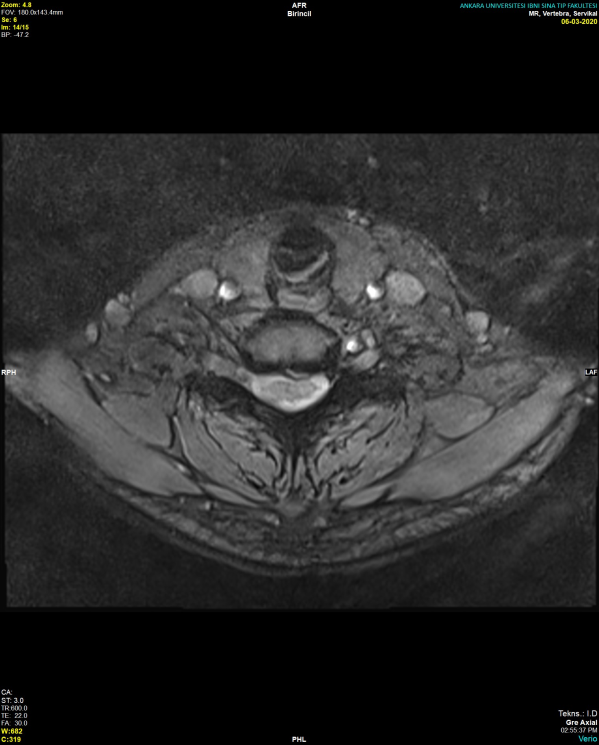 Zoom: 4.8
FOV: 180.0x143.4mm
Se: 6
Im: 14/15
BP: -47.2
AFR
Birincil
ANKARA UNIVERSITESI IBNI SINA TIP FAKULTESI
MR, Vertebra, Servikal
06-03-2020
RPH
LAF
CA:
ST: 3.0
TR:600.0
TE: 22.0
FA: 30.0
W:682
C:319
PHL
Tekns.: I.D
Gre Axial
02:55:37 PM
Verio